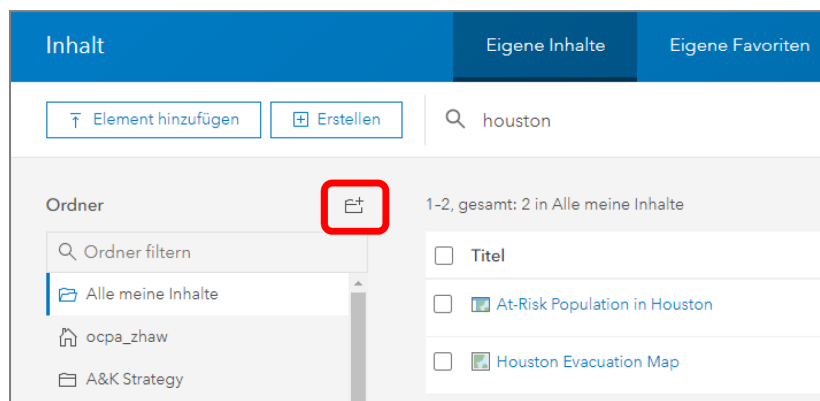 Inhalt
Eigene Inhalte
Eigene Favoriten
Element hinzufügen
Erstellen
houston
Ordner
1–2, gesamt: 2 in Alle meine Inhalte
Ordner filtern
Titel
Alle meine Inhalte
At-Risk Population in Houston
ocpa_zhaw
Houston Evacuation Map
A&K Strategy